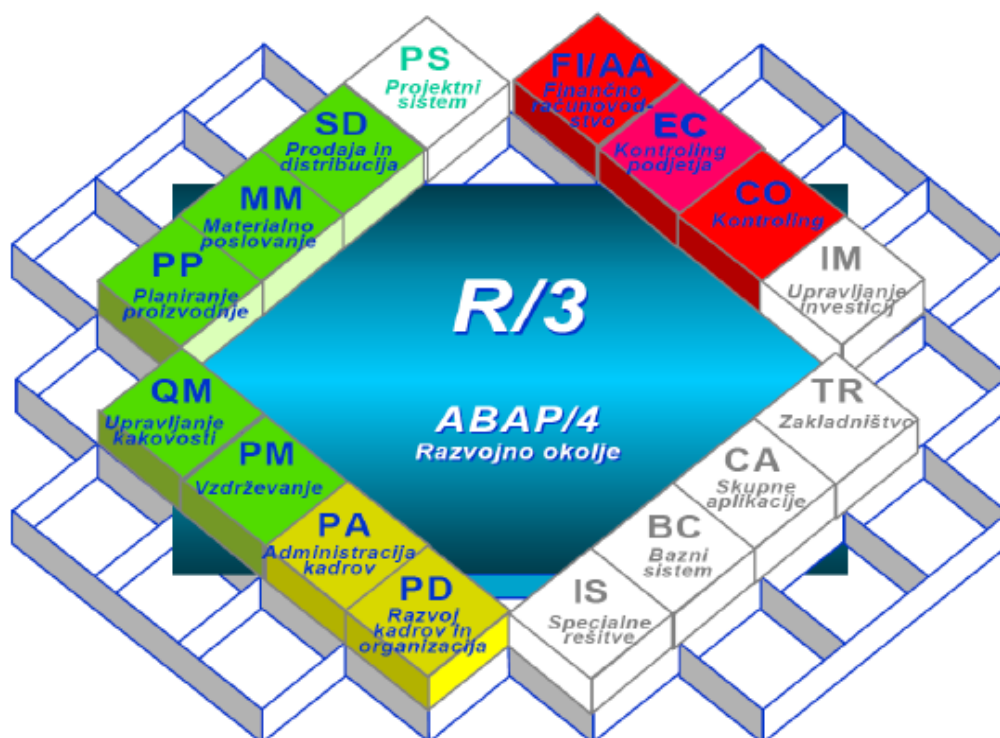 PS
Projektni
sistem
SD
Prodaja in
distribucija
MM
Materialno
poslovanje
PP
Planiranje
proizvodnje
FI/AA
Finančno
računovod-
stvo
EC
Kontroling
podjetja
CO
Kontroling
IM
Upravljanje
investicij
R/3
ABAP/4
Razvojno okolje
QM
Upravljanje
kakovosti
PM
Vzdrževanje
PA
Administracija
kadrov
PD
Razvoj
kadrov in
organizacija
TR
Zakladništvo
CA
Skupne
aplikacije
BC
Bazni
sistem
IS
Specialne
rešitve